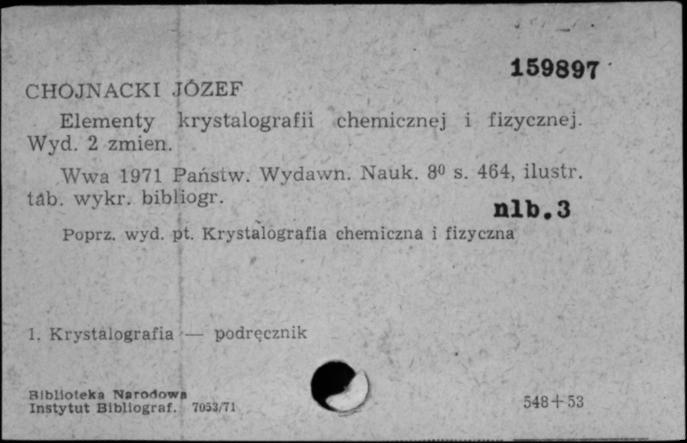 159897
CHOJNACKI JÓZEF
Elementy krystalografii chemicznej i fizycznej.
Wyd. 2 zmien.
Wwa 1971 Państw. Wydawn. Nauk. 8⁰ s. 464, ilustr.
tab. wykr. bibliogr.
nlb.3
Poprz. wyd. pt. Krystalografia chemiczna i fizyczna
1. Krystalografia — podręcznik
Biblioteka Narodowa
Instytut Bibliograf. 7053/71
548+53